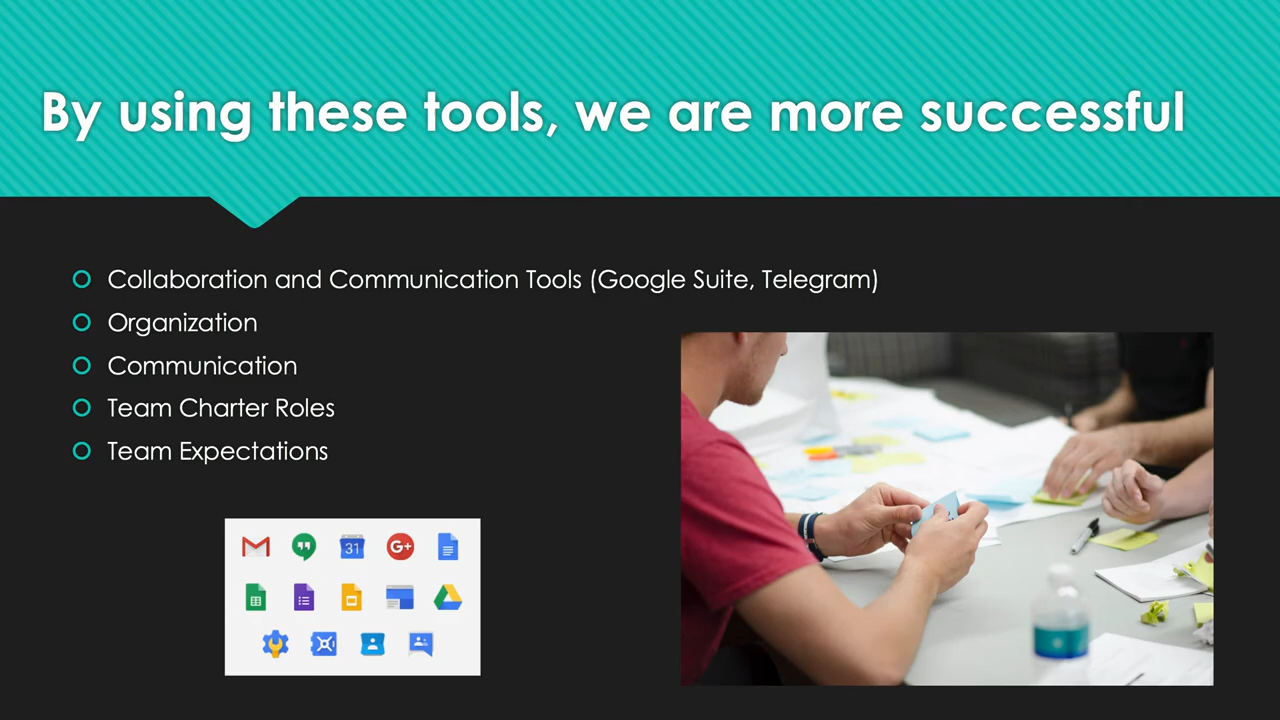 By using these tools, we are more successful
Collaboration and Communication Tools (Google Suite, Telegram)
Organization
Communication
Team Charter Roles
Team Expectations
31
G+